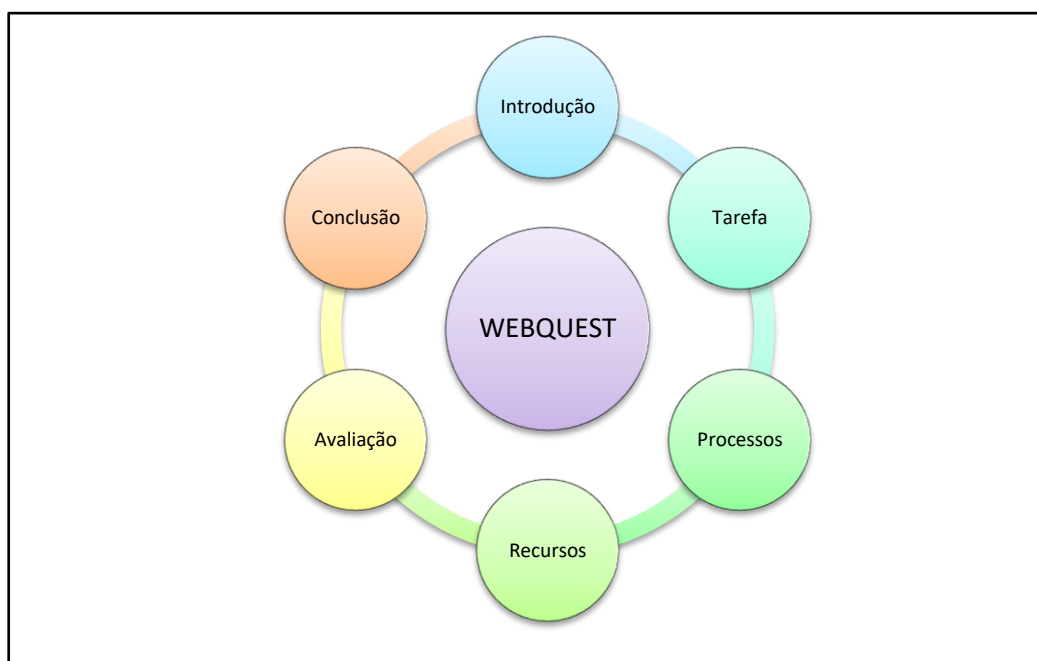 Introdução
Tarefa
Processos
Recursos
Avaliação
Conclusão
WEBQUEST